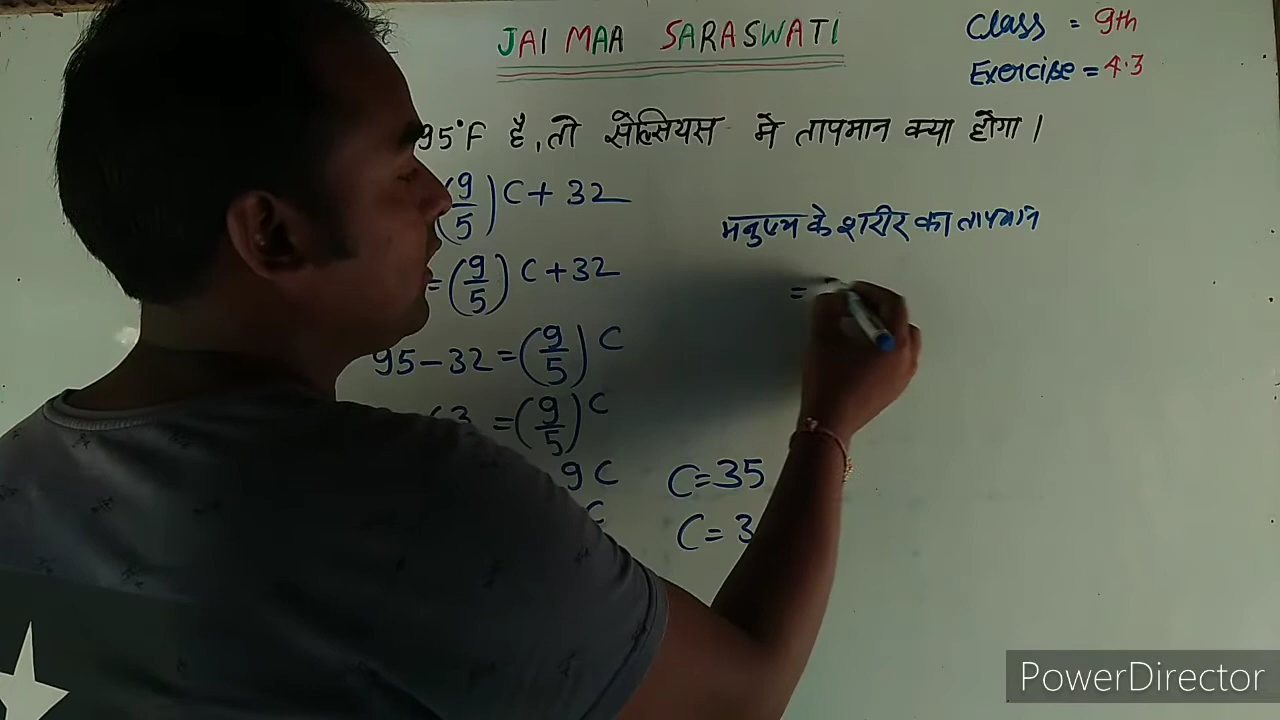 JAI MAA SARASWATI
Class = 9th
Exercise = 4.3
95°F है, तो सेल्सियस में तापमान क्या होगा ।
(9/5) C + 32
= (9/5) C + 32
95 - 32 = (9/5) C
63 = (9/5) C
9 C
C
C = 35
C = 3
मनुष्य के शरीर का तापमान
=
PowerDirector